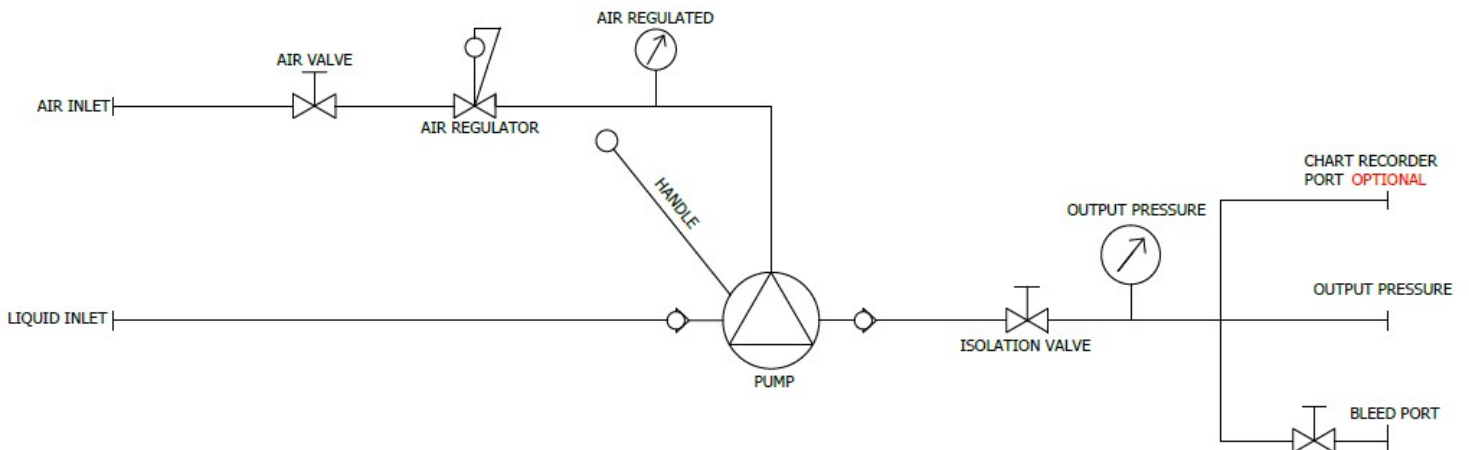 AIR REGULATED
AIR VALVE
AIR INLET
AIR REGULATOR
HANDLE
CHART RECORDER
PORT OPTIONAL
OUTPUT PRESSURE
OUTPUT PRESSURE
LIQUID INLET
ISOLATION VALVE
PUMP
BLEED PORT